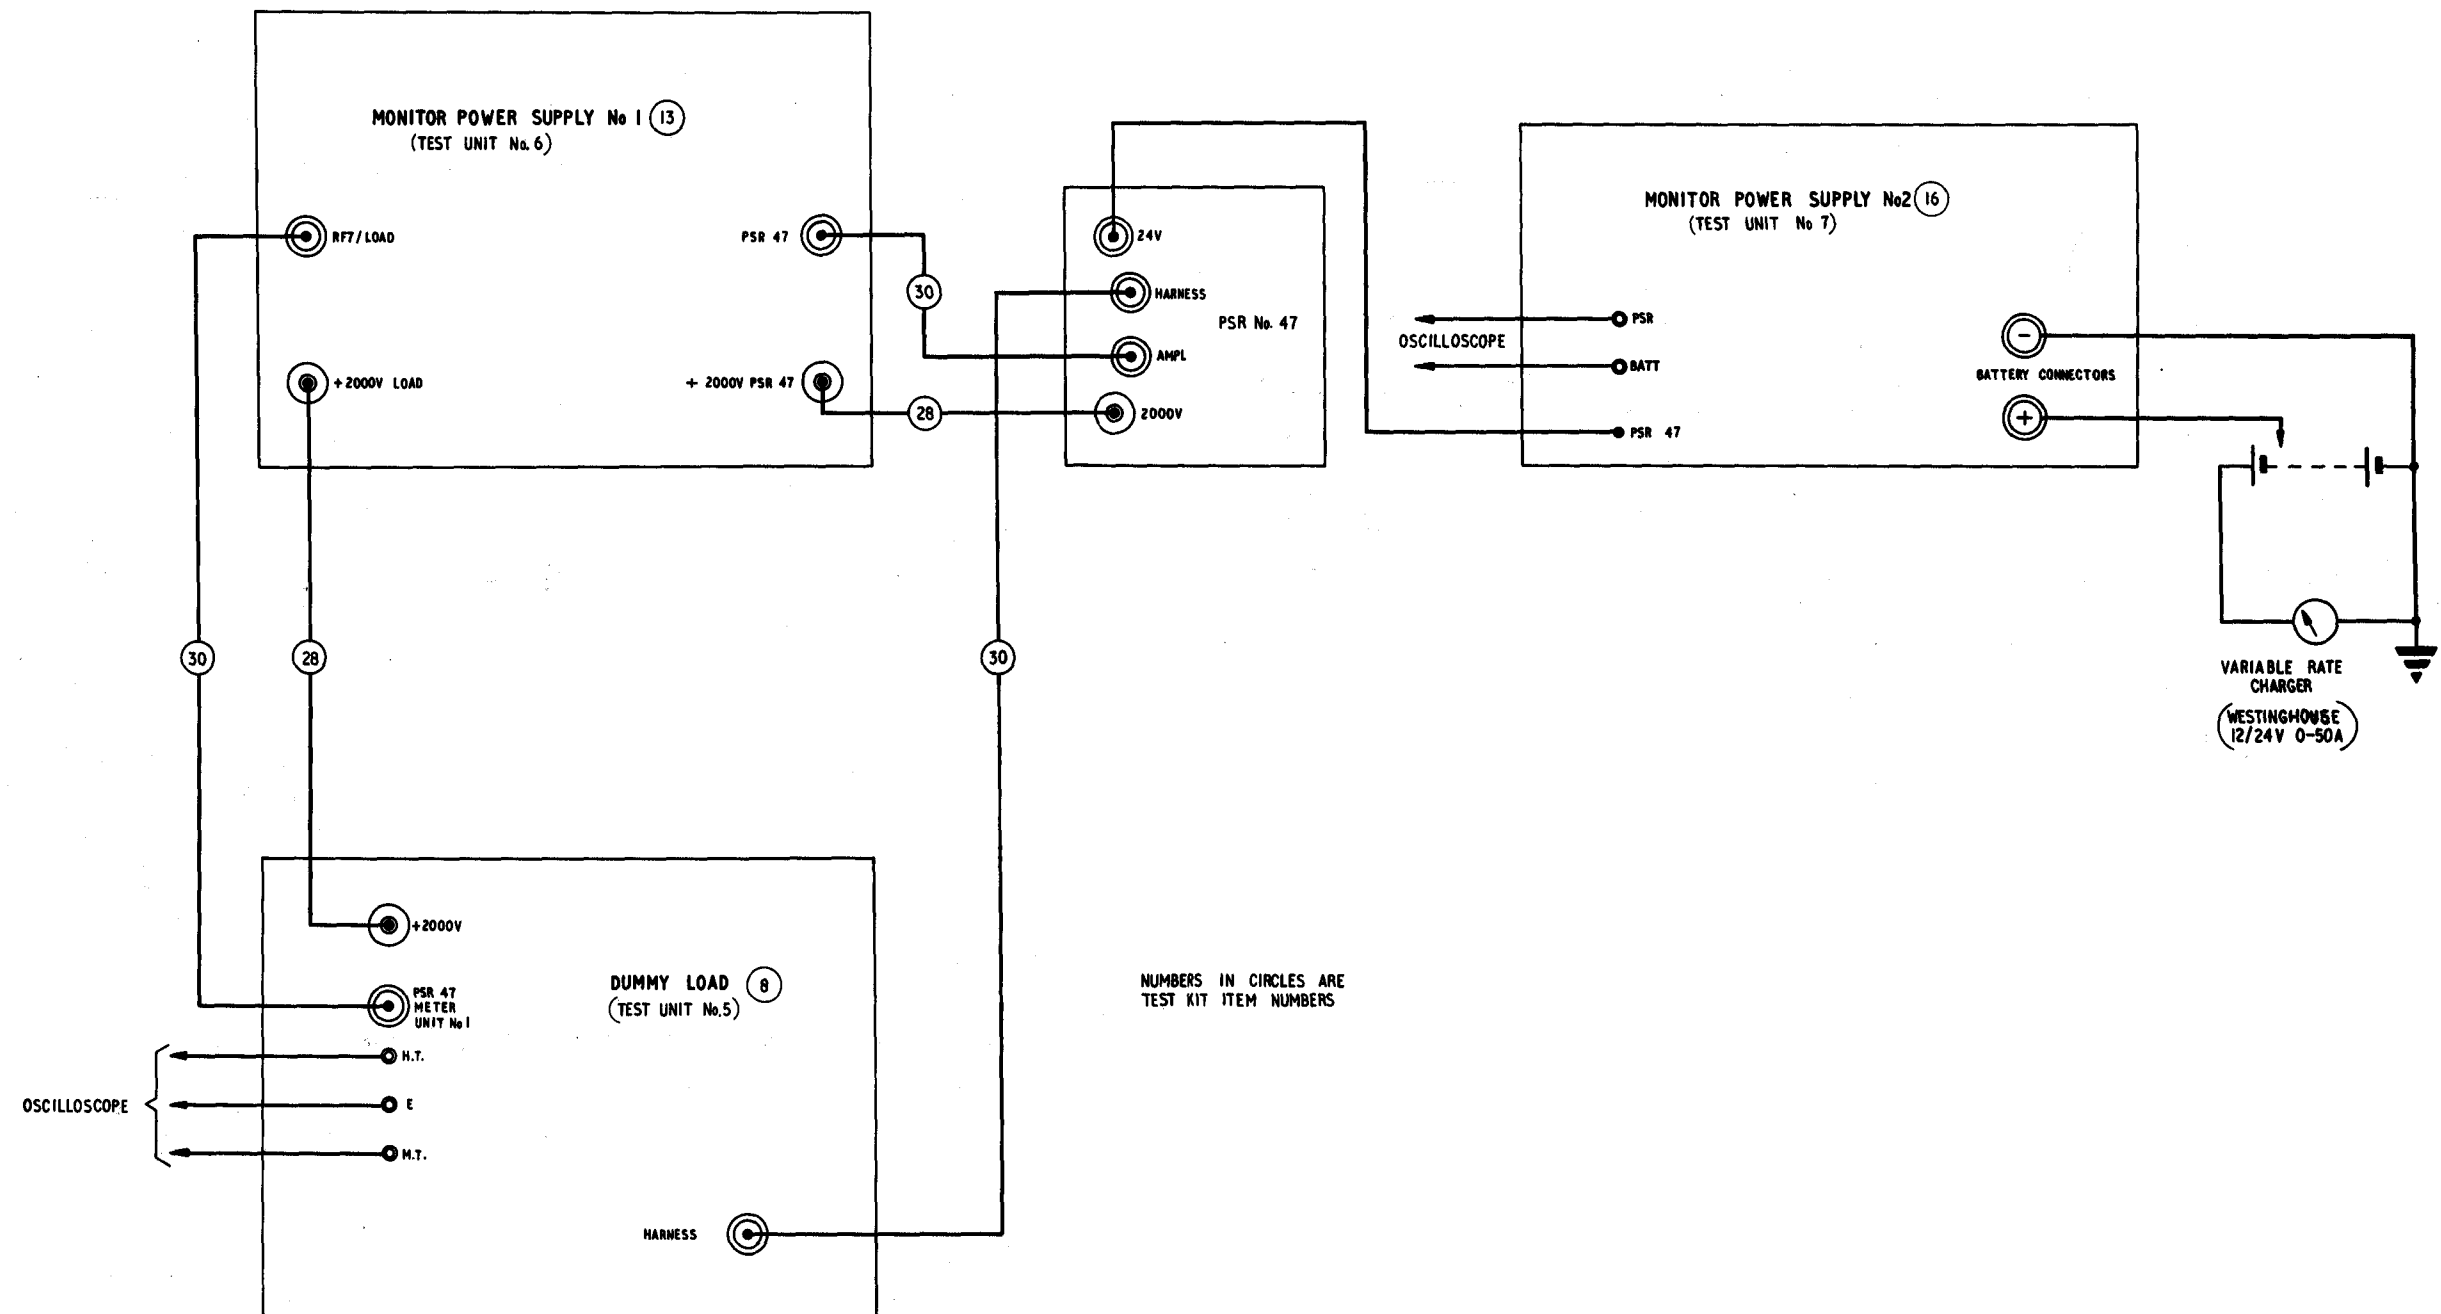 MONITOR POWER SUPPLY No 1 13
(TEST UNIT No. 6)
RF7/LOAD
PSR 47
+2000V LOAD
+ 2000V PSR 47
30
28
24V
HARNESS
PSR No. 47
AMPL
2000V
MONITOR POWER SUPPLY No2 16
(TEST UNIT No 7)
PSR
OSCILLOSCOPE
BATT
PSR 47
-
BATTERY CONNECTORS
+
VARIABLE RATE
CHARGER
(WESTINGHOUSE
12/24V 0-50A)
30
28
30
+2000V
PSR 47
METER
UNIT No 1
DUMMY LOAD 8
(TEST UNIT No.5)
H.T.
OSCILLOSCOPE
E
M.T.
HARNESS
NUMBERS IN CIRCLES ARE
TEST KIT ITEM NUMBERS